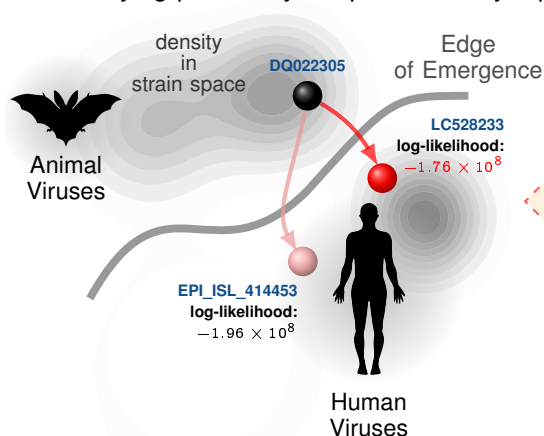 density
in
strain space
DQ022305
Edge
of Emergence
LC528233
log-likelihood:
−1.76 × 10⁸
Animal
Viruses
EPI_ISL_414453
log-likelihood:
−1.96 × 10⁸
Human
Viruses